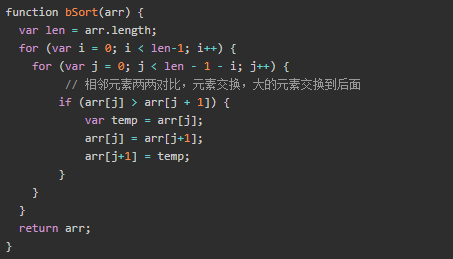 function bSort(arr) {
  var len = arr.length;
  for (var i = 0; i < len-1; i++) {
    for (var j = 0; j < len - 1 - i; j++) {
         // 相邻元素两两对比，元素交换，大的元素交换到后面
        if (arr[j] > arr[j + 1]) {
            var temp = arr[j];
            arr[j] = arr[j+1];
            arr[j+1] = temp;
        }
    }
  }
  return arr;
}